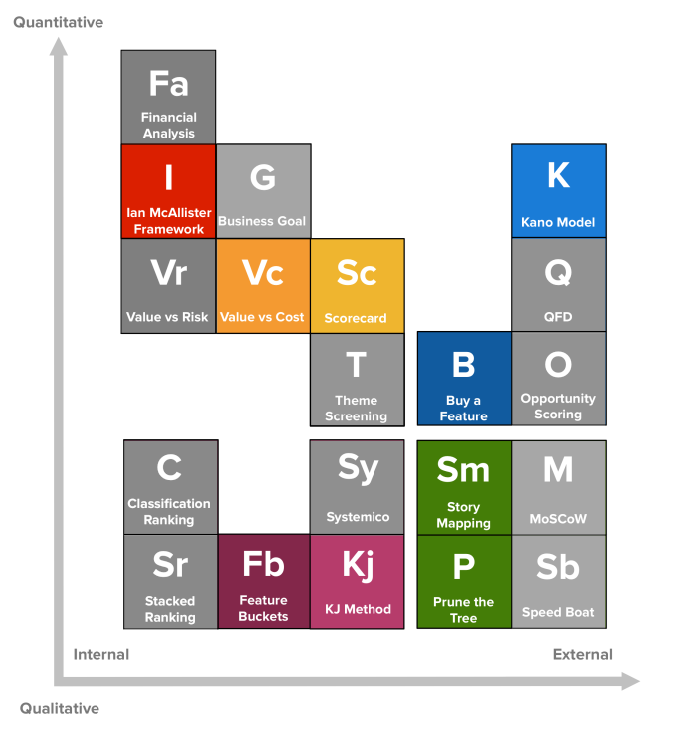 Quantitative
Fa
Financial
Analysis
I
Ian McAllister
Framework
G
Business Goal
K
Kano Model
Vr
Value vs Risk
Vc
Value vs Cost
Sc
Scorecard
Q
QFD
T
Theme
Screening
B
Buy a
Feature
O
Opportunity
Scoring
C
Classification
Ranking
Sy
Systemico
Sm
Story
Mapping
M
MoSCoW
Sr
Stacked
Ranking
Fb
Feature
Buckets
Kj
KJ Method
P
Prune the
Tree
Sb
Speed Boat
Internal
External
Qualitative